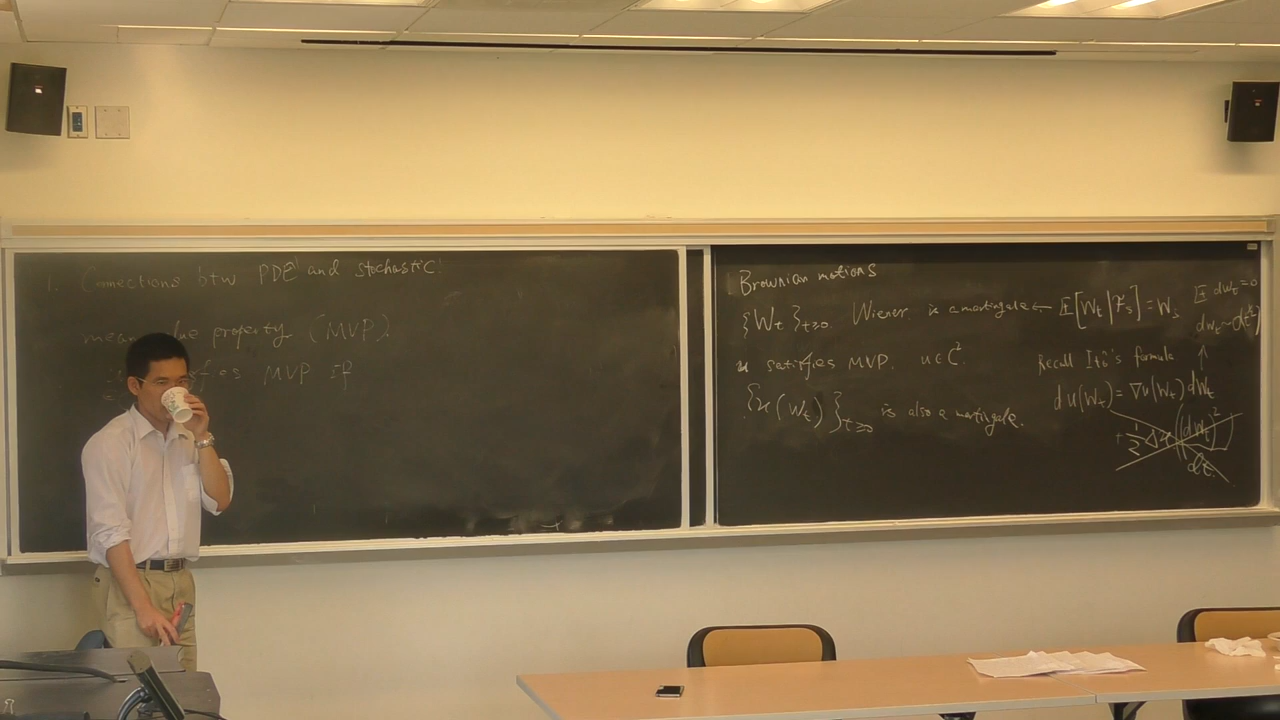 1. Connections btw PDE and stochastic
mean value property (MVP).
MVP if
Brownian motions
{W_t}_{t≥0}. Wiener is a martingale ← 𝔼[W_t | ℱ_s] = W_s
𝔼 dW_t = 0
u satisfies MVP. u ∈ C².
{u(W_t)}_{t≥0} is also a martingale.
Recall Itô's formula
du(W_t) = ∇u(W_t) dW_t
+ ½ Δu (dW_t)²
dt.